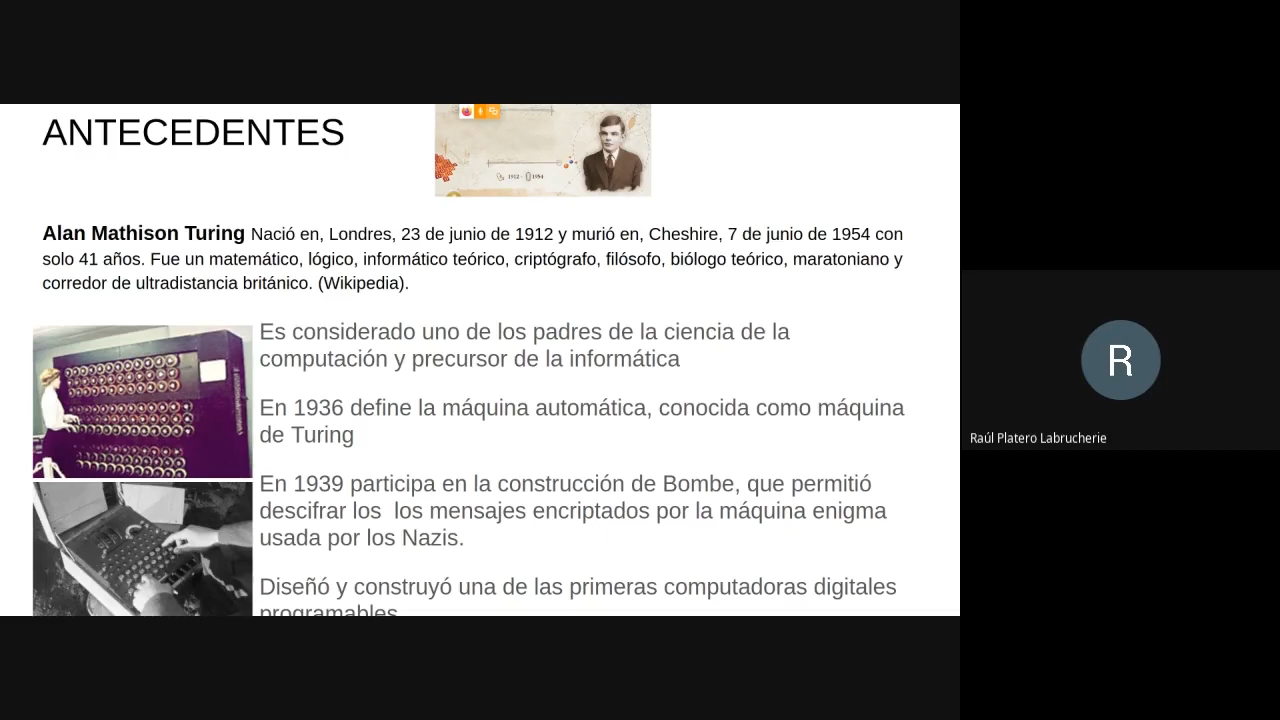 ANTECEDENTES
1912 - 1954
Alan Mathison Turing Nació en, Londres, 23 de junio de 1912 y murió en, Cheshire, 7 de junio de 1954 con
solo 41 años. Fue un matemático, lógico, informático teórico, criptógrafo, filósofo, biólogo teórico, maratoniano y
corredor de ultradistancia británico. (Wikipedia).
Es considerado uno de los padres de la ciencia de la
computación y precursor de la informática
En 1936 define la máquina automática, conocida como máquina
de Turing
En 1939 participa en la construcción de Bombe, que permitió
descifrar los  los mensajes encriptados por la máquina enigma
usada por los Nazis.
Diseñó y construyó una de las primeras computadoras digitales
programables
R
Raúl Platero Labrucherie